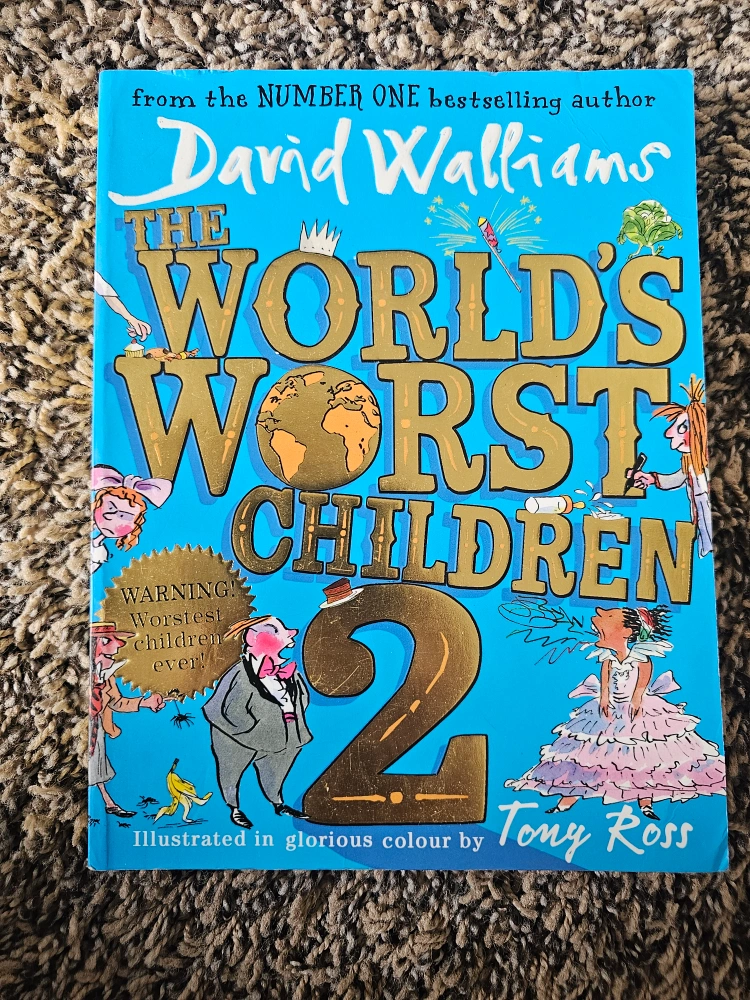 from the NUMBER ONE bestselling author
David Walliams
THE
WORLD'S
WORST
CHILDREN
2
WARNING!
Worstest
children
ever!
Illustrated in glorious colour by Tony Ross